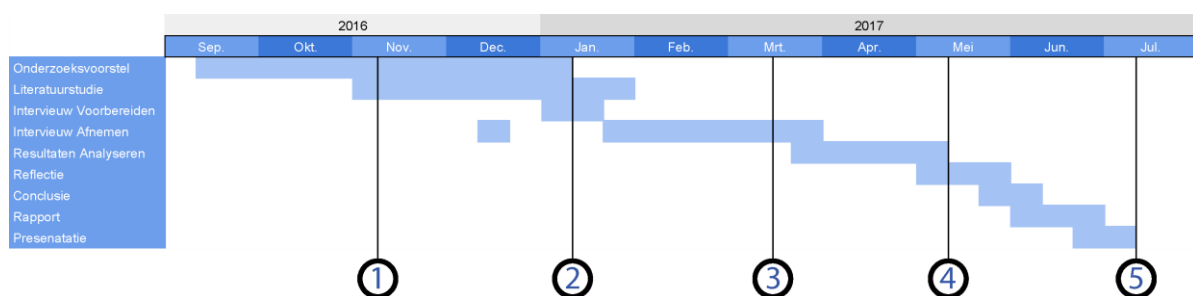 2016 2017
Sep. Okt. Nov. Dec. Jan. Feb. Mrt. Apr. Mei Jun. Jul.
Onderzoeksvoorstel
Literatuurstudie
Intervieuw Voorbereiden
Intervieuw Afnemen
Resultaten Analyseren
Reflectie
Conclusie
Rapport
Presenatatie
1 2 3 4 5